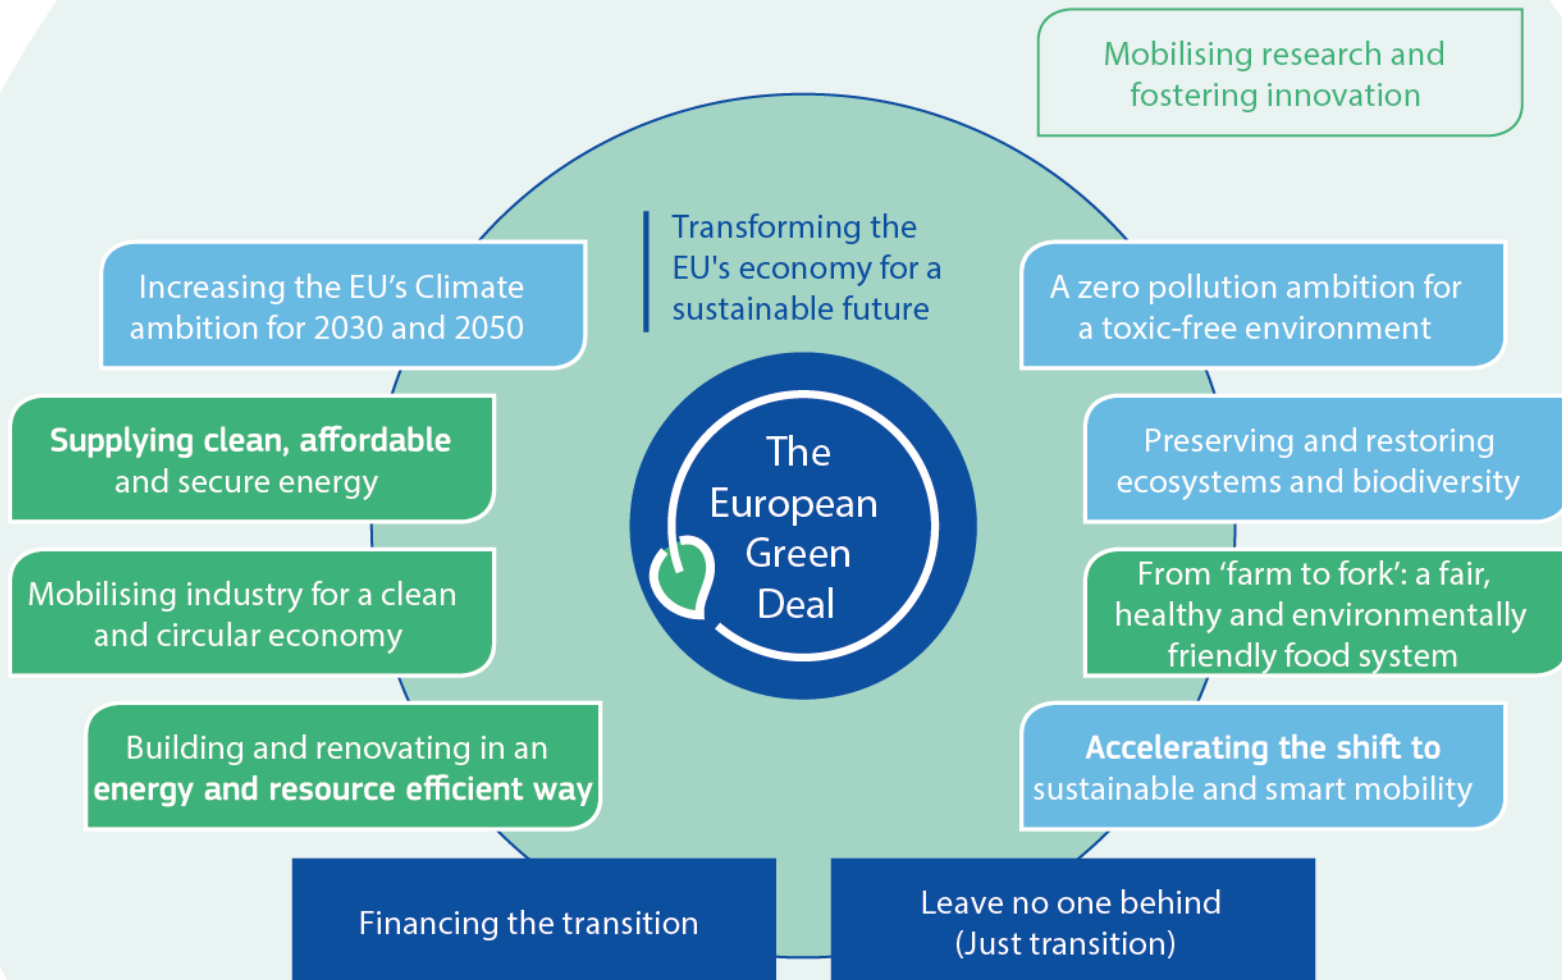 Mobilising research and
fostering innovation
Transforming the
EU's economy for a
sustainable future
Increasing the EU’s Climate
ambition for 2030 and 2050
A zero pollution ambition for
a toxic-free environment
Supplying clean, affordable
and secure energy
Preserving and restoring
ecosystems and biodiversity
The
European
Green
Deal
Mobilising industry for a clean
and circular economy
From ‘farm to fork’: a fair,
healthy and environmentally
friendly food system
Building and renovating in an
energy and resource efficient way
Accelerating the shift to
sustainable and smart mobility
Financing the transition
Leave no one behind
(Just transition)